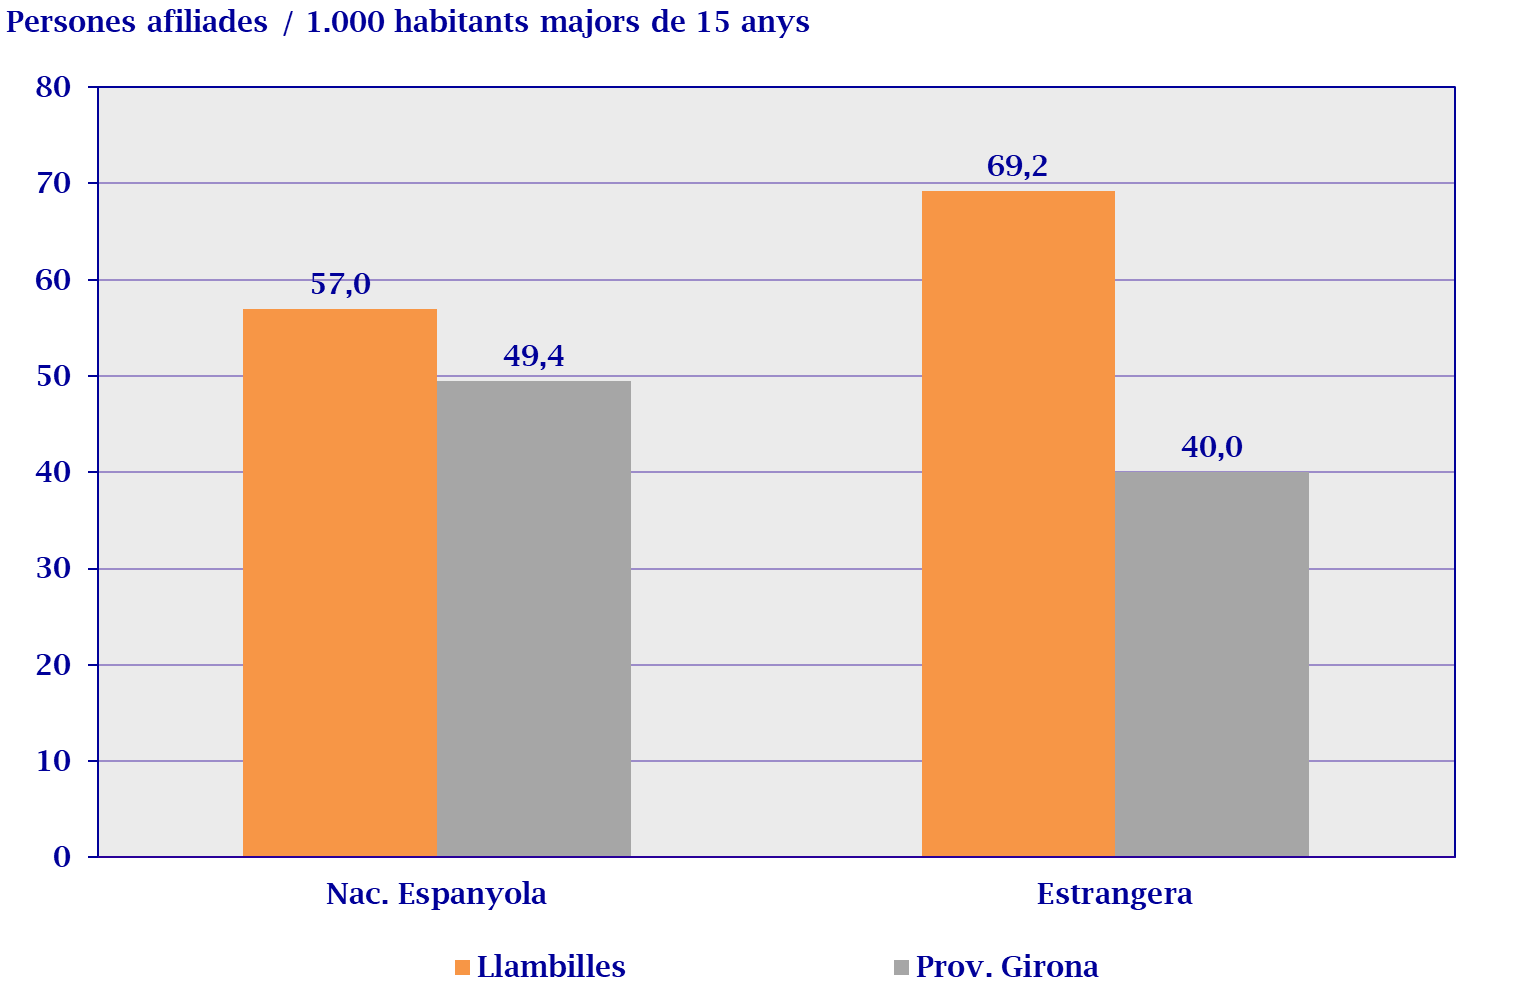 Persones afiliades / 1.000 habitants majors de 15 anys
80
70
60
50
40
30
20
10
0
57,0
49,4
69,2
40,0
Nac. Espanyola
Estrangera
Llambilles
Prov. Girona